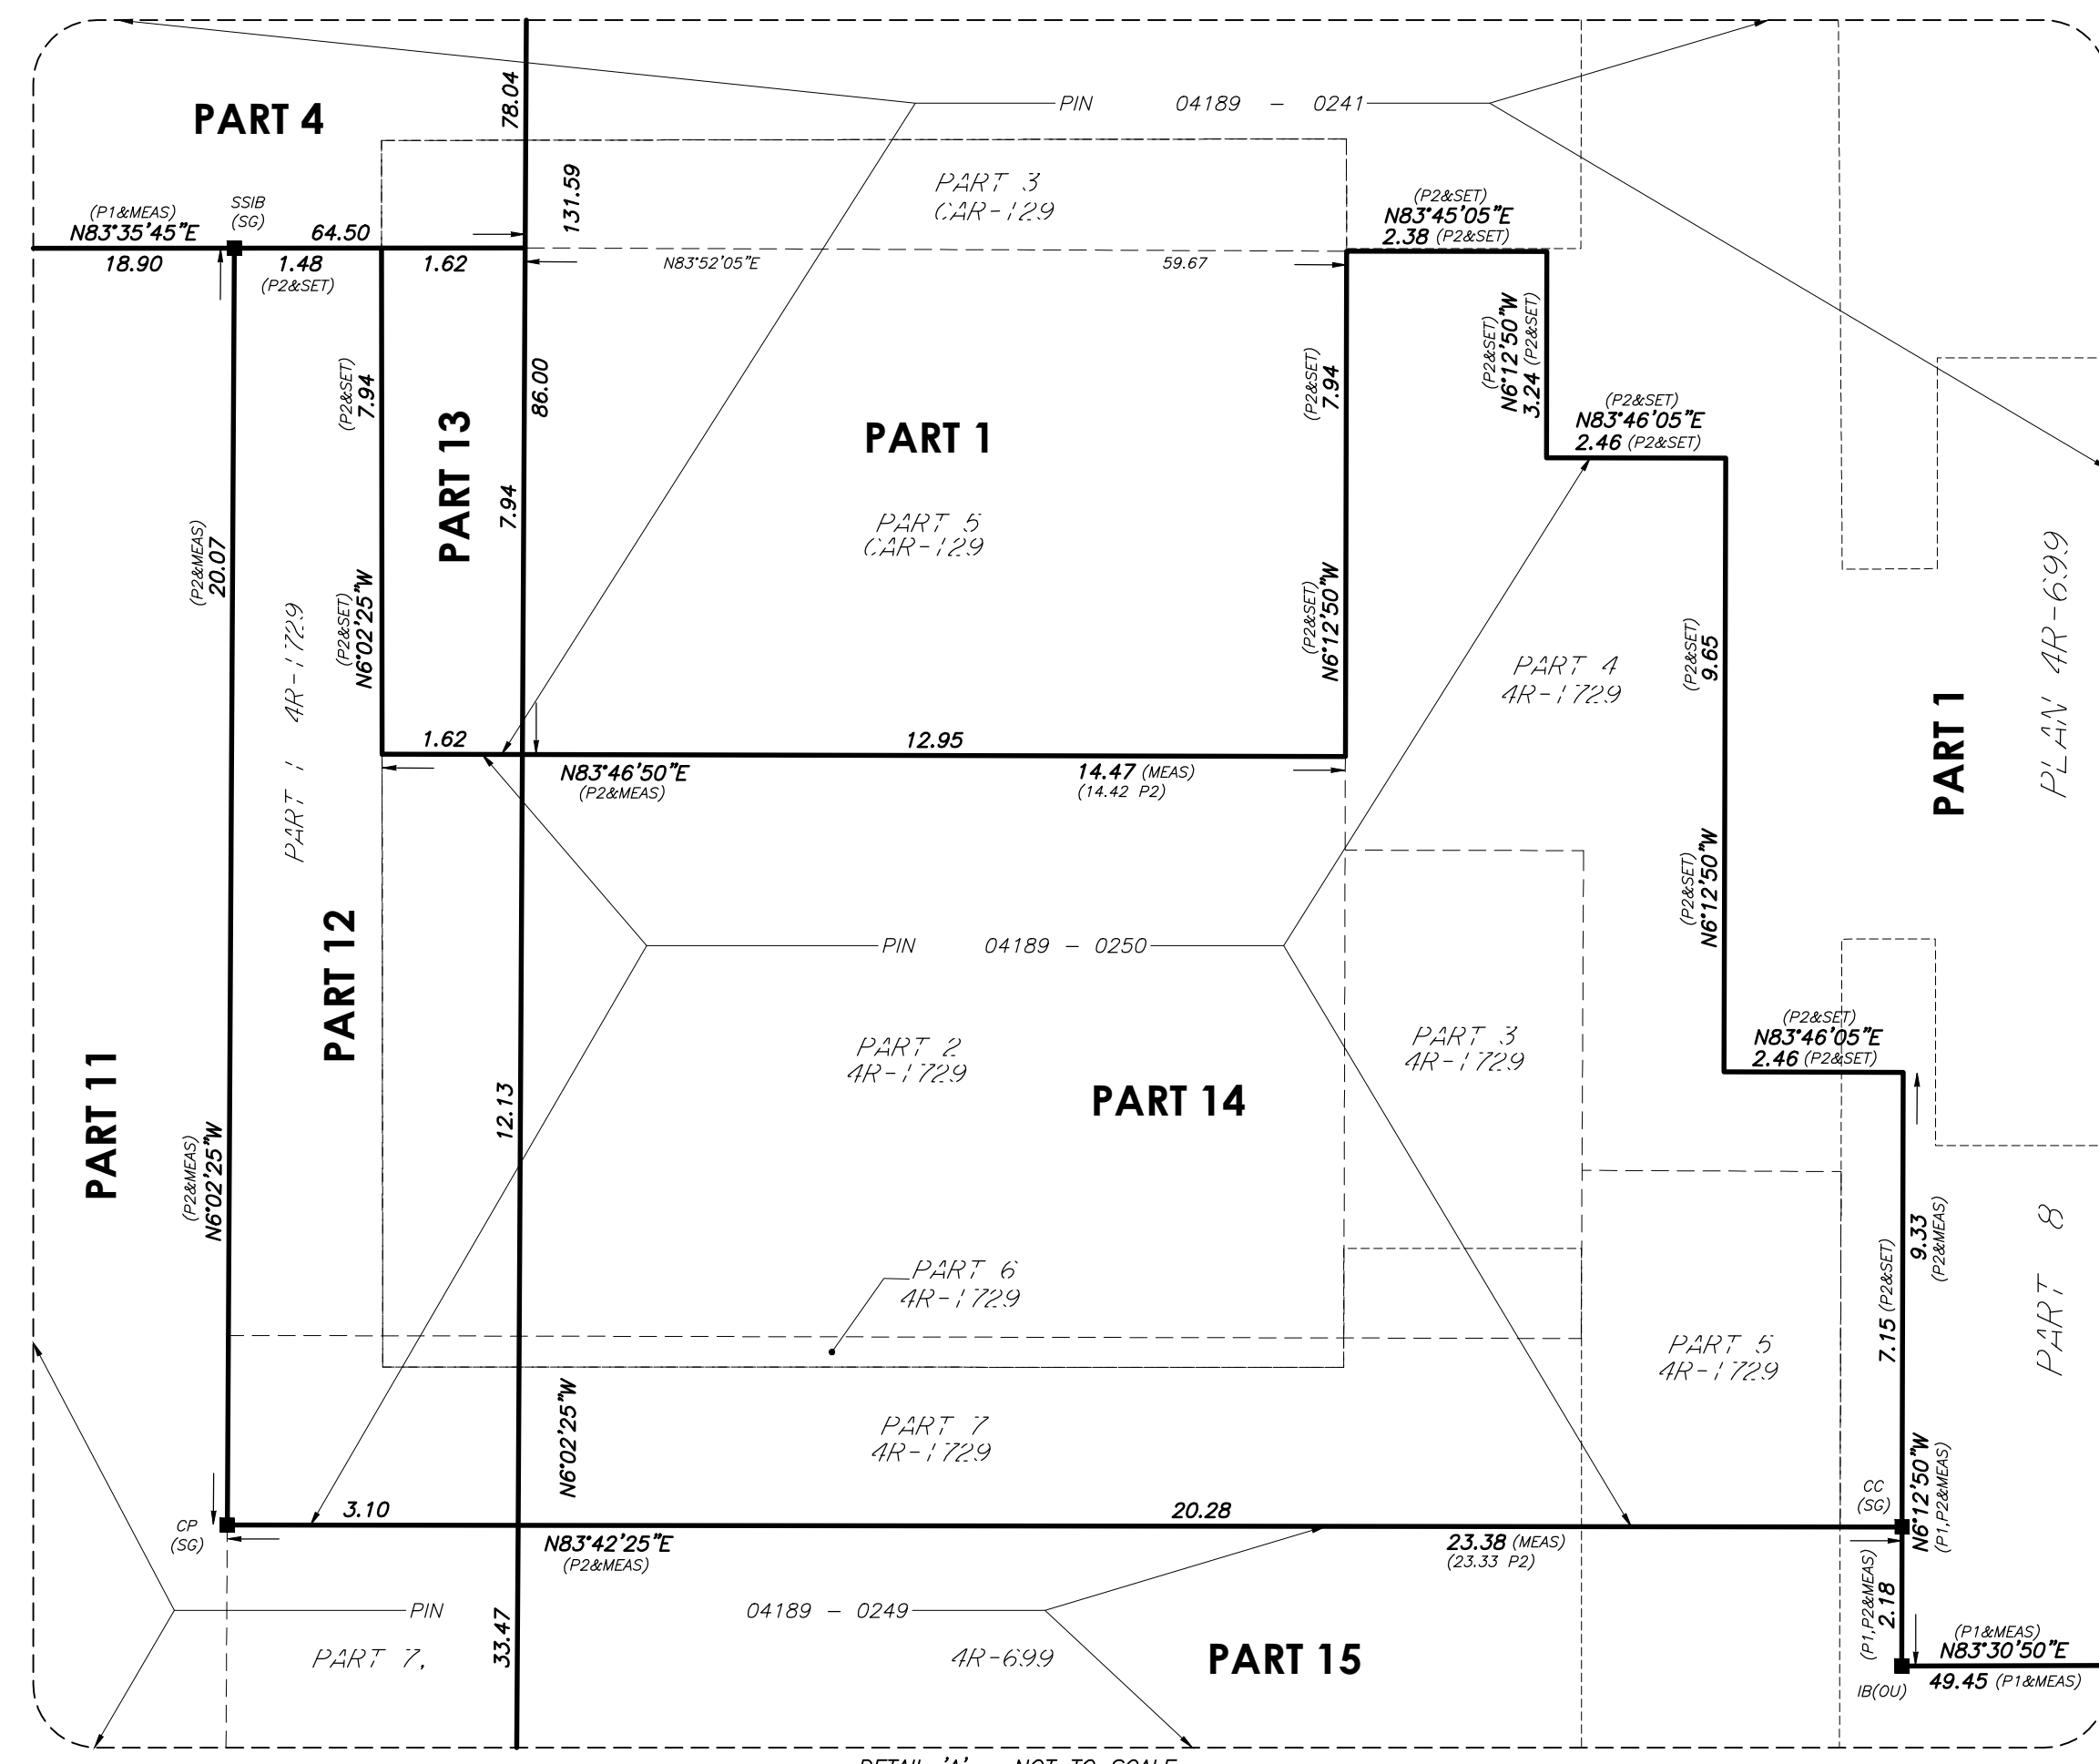 78.04
PIN 04189 - 0241
PART 4
131.59
PART 3
CAR-129
(P1&MEAS)
N83°35'45"E
18.90
SSIB
(SG)
64.50
1.48
(P2&SET)
1.62
N83°52'05"E
59.67
(P2&SET)
N83°45'05"E
2.38 (P2&SET)
(P2&SET)
N6°12'50"W
3.24 (P2&SET)
(P2&SET)
7.94
86.00
(P2&SET)
7.94
(P2&SET)
N83°46'05"E
2.46 (P2&SET)
PART 13
7.94
PART 1
PART 5
CAR-129
(P2&MEAS)
20.07
(P2&SET)
N6°02'25"W
(P2&SET)
N6°12'50"W
PART 1 4R-1729
PART 4
4R-1729
(P2&SET)
9.65
PART 1
PLAN 4R-699
1.62
12.95
N83°46'50"E
(P2&MEAS)
14.47 (MEAS)
(14.42 P2)
(P2&SET)
N6°12'50"W
PART 12
PIN 04189 - 0250
PART 11
PART 2
4R-1729
PART 3
4R-1729
(P2&SET)
N83°46'05"E
2.46 (P2&SET)
PART 14
12.13
(P2&MEAS)
N6°02'25"W
9.33
(P2&MEAS)
7.15 (P2&SET)
PART 8
PART 6
4R-1729
PART 5
4R-1729
N6°02'25"W
PART 7
4R-1729
N6°12'50"W
(P1,P2&MEAS)
CC
(SG)
CP
(SG)
3.10
20.28
N83°42'25"E
(P2&MEAS)
23.38 (MEAS)
(23.33 P2)
(P1,P2&MEAS)
2.18
PIN 04189 - 0249
33.47
PART 7, 4R-699
PART 15
(P1&MEAS)
N83°30'50"E
49.45 (P1&MEAS)
IB(OU)
DETAIL 'A' - NOT TO SCALE